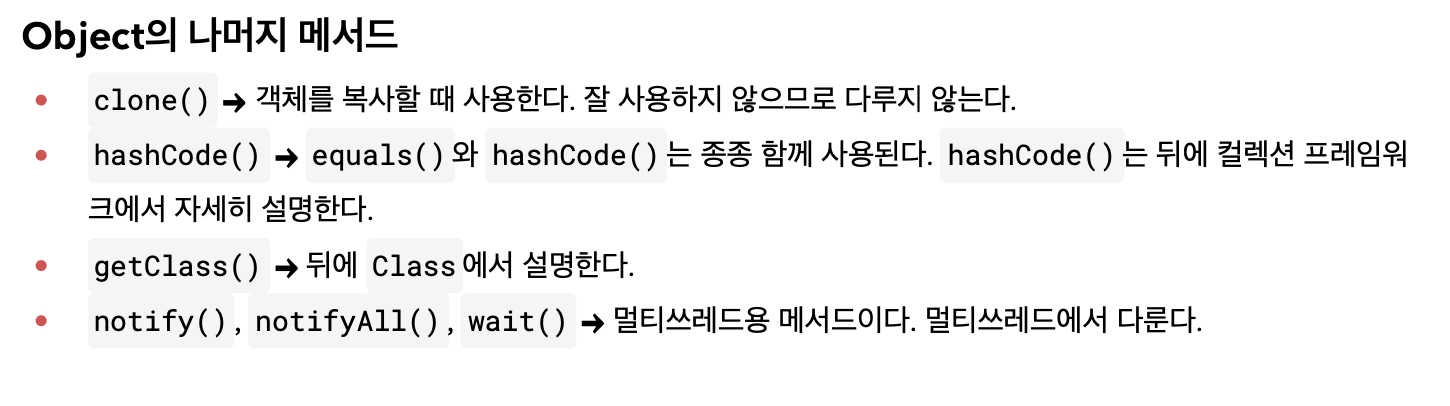 Object의 나머지 메서드
• clone() → 객체를 복사할 때 사용한다. 잘 사용하지 않으므로 다루지 않는다.
• hashCode() → equals()와 hashCode()는 종종 함께 사용된다. hashCode()는 뒤에 컬렉션 프레임워
크에서 자세히 설명한다.
• getClass() → 뒤에 Class에서 설명한다.
• notify(), notifyAll(), wait() → 멀티쓰레드용 메서드이다. 멀티쓰레드에서 다룬다.